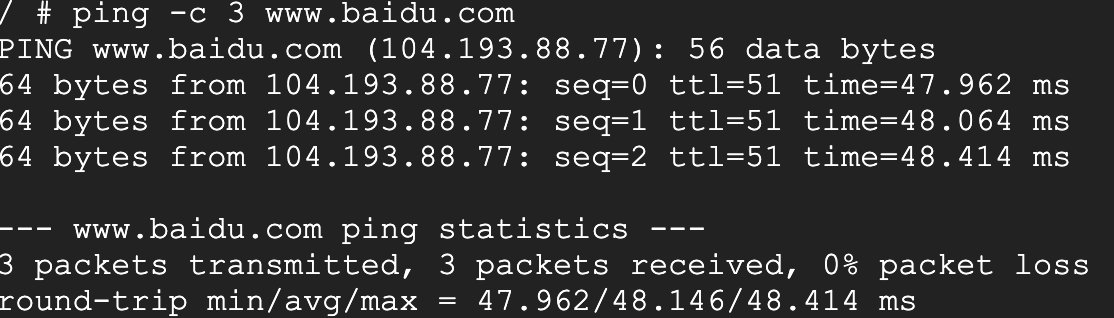 / # ping -c 3 www.baidu.com
PING www.baidu.com (104.193.88.77): 56 data bytes
64 bytes from 104.193.88.77: seq=0 ttl=51 time=47.962 ms
64 bytes from 104.193.88.77: seq=1 ttl=51 time=48.064 ms
64 bytes from 104.193.88.77: seq=2 ttl=51 time=48.414 ms
--- www.baidu.com ping statistics ---
3 packets transmitted, 3 packets received, 0% packet loss
round-trip min/avg/max = 47.962/48.146/48.414 ms